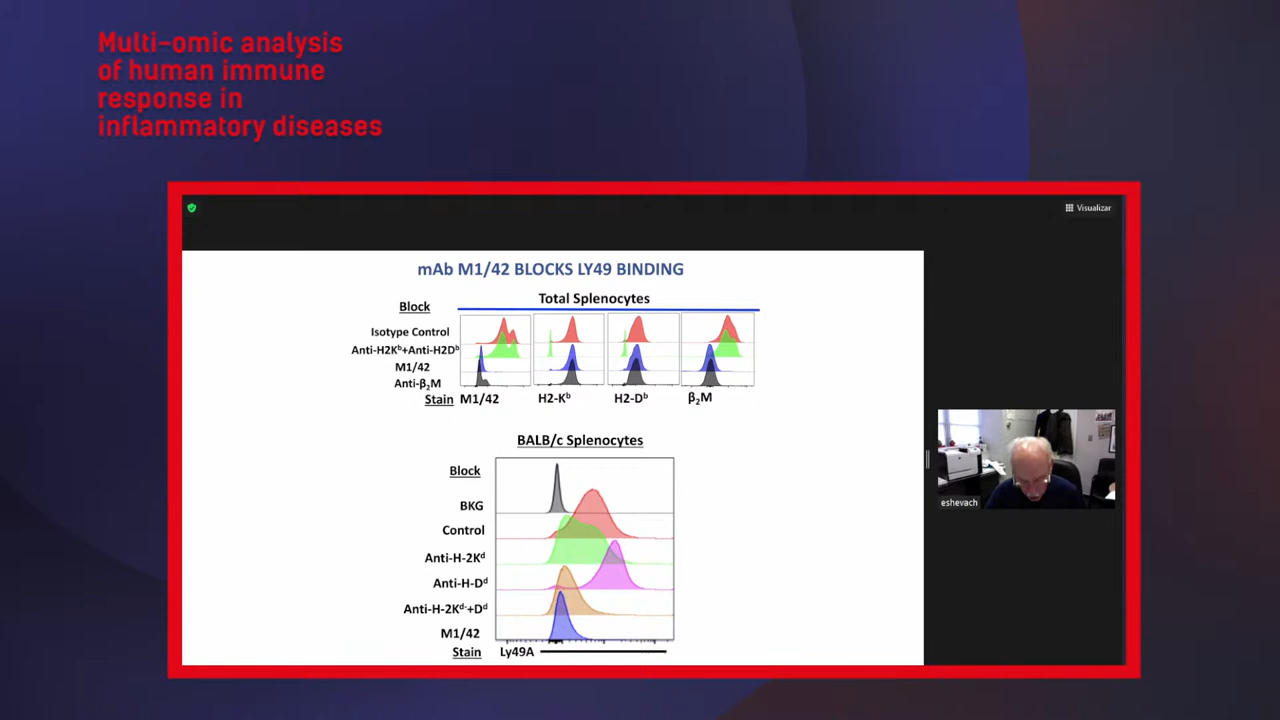 Multi-omic analysis
of human immune
response in
inflammatory diseases
Visualizar
mAb M1/42 BLOCKS LY49 BINDING
Block
Total Splenocytes
Isotype Control
Anti-H2Kᵇ+Anti-H2Dᵇ
M1/42
Anti-β₂M
Stain M1/42 H2-Kᵇ H2-Dᵇ β₂M
BALB/c Splenocytes
Block
BKG
Control
Anti-H-2Kᵈ
Anti-H-Dᵈ
Anti-H-2Kᵈ·+Dᵈ
M1/42
Stain Ly49A
eshevach